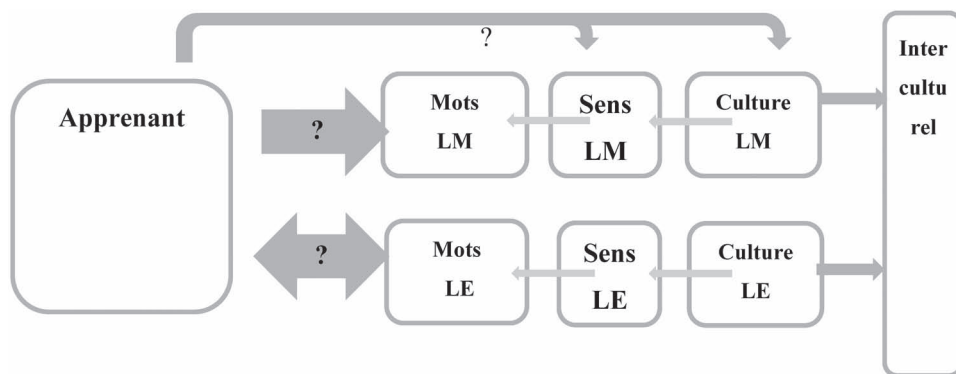 ?
Apprenant
?
Mots
LM
Sens
LM
Culture
LM
Inter
cultu
rel
?
Mots
LE
Sens
LE
Culture
LE